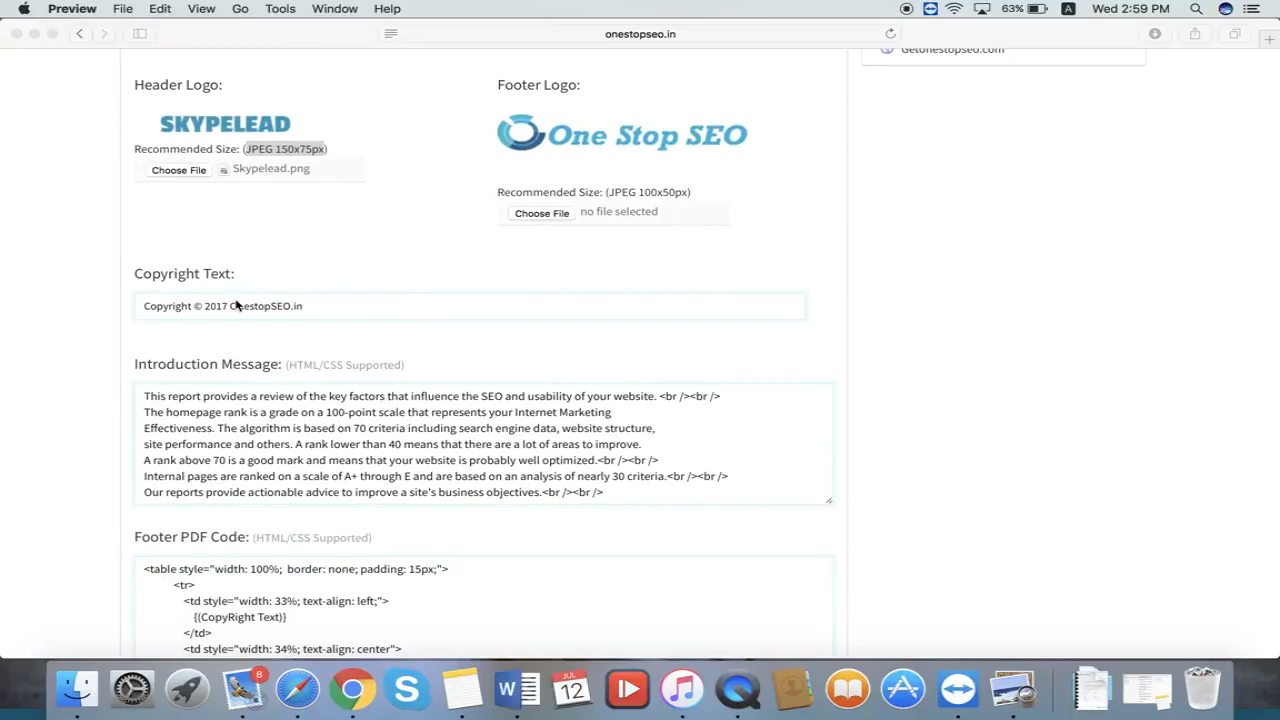 Preview File Edit View Go Tools Window Help 63% A Wed 2:59 PM
onestopseo.in
Getonestopseo.com
Header Logo: Footer Logo:
SKYPELEAD
One Stop SEO
Recommended Size: (JPEG 150x75px)
Choose File Skypelead.png
Recommended Size: (JPEG 100x50px)
Choose File no file selected
Copyright Text:
Copyright © 2017 OnestopSEO.in
Introduction Message: (HTML/CSS Supported)
This report provides a review of the key factors that influence the SEO and usability of your website. <br /><br />
The homepage rank is a grade on a 100-point scale that represents your Internet Marketing
Effectiveness. The algorithm is based on 70 criteria including search engine data, website structure,
site performance and others. A rank lower than 40 means that there are a lot of areas to improve.
A rank above 70 is a good mark and means that your website is probably well optimized.<br /><br />
Internal pages are ranked on a scale of A+ through E and are based on an analysis of nearly 30 criteria.<br /><br />
Our reports provide actionable advice to improve a site's business objectives.<br /><br />
Footer PDF Code: (HTML/CSS Supported)
<table style="width: 100%; border: none; padding: 15px;">
<tr>
<td style="width: 33%; text-align: left;">
{(CopyRight Text)}
</td>
<td style="width: 34%; text-align: center">
8
JUL
12
S
W